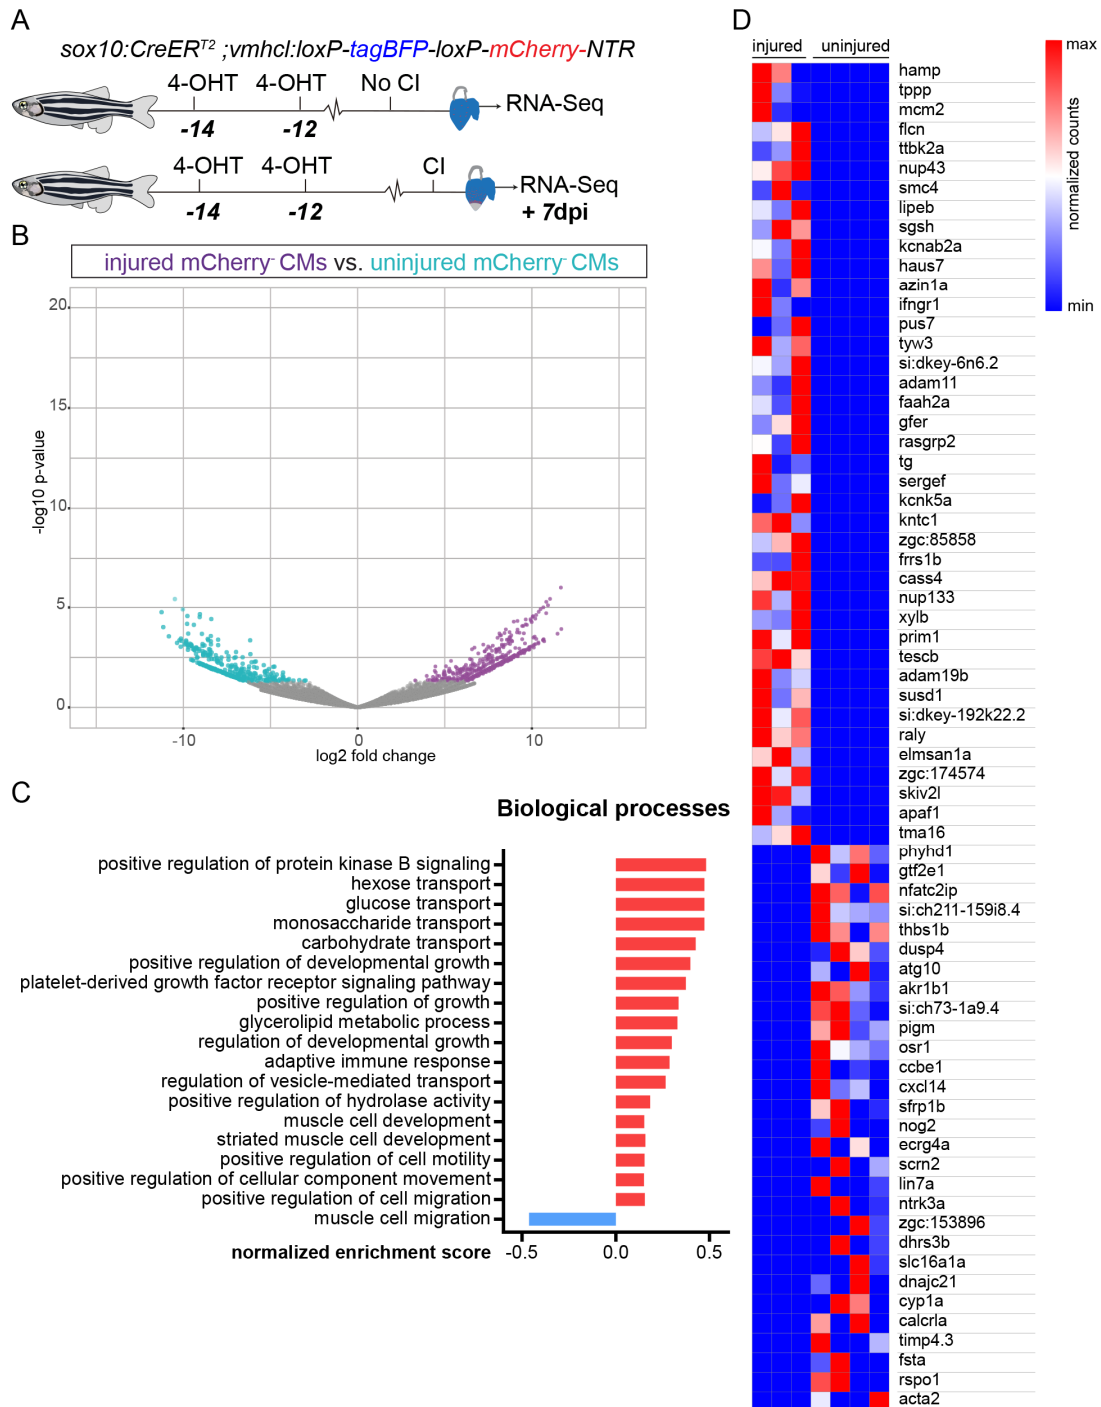 A
sox10:CreERT2 ;vmhcl:loxP-tagBFP-loxP-mCherry-NTR
4-OHT 4-OHT No CI
RNA-Seq
-14 -12
4-OHT 4-OHT CI
RNA-Seq
+ 7dpi
-14 -12
B
injured mCherry- CMs vs. uninjured mCherry- CMs
20
15
10
5
0
-log10 p-value
-10 0 10
log2 fold change
C
Biological processes
positive regulation of protein kinase B signaling
hexose transport
glucose transport
monosaccharide transport
carbohydrate transport
positive regulation of developmental growth
platelet-derived growth factor receptor signaling pathway
positive regulation of growth
glycerolipid metabolic process
regulation of developmental growth
adaptive immune response
regulation of vesicle-mediated transport
positive regulation of hydrolase activity
muscle cell development
striated muscle cell development
positive regulation of cell motility
positive regulation of cellular component movement
positive regulation of cell migration
muscle cell migration
normalized enrichment score -0.5 0.0 0.5
D
injured uninjured
max
normalized counts
min
hamp
tppp
mcm2
flcn
ttbk2a
nup43
smc4
lipeb
sgsh
kcnab2a
haus7
azin1a
ifngr1
pus7
tyw3
si:dkey-6n6.2
adam11
faah2a
gfer
rasgrp2
tg
sergef
kcnk5a
kntc1
zgc:85858
frrs1b
cass4
nup133
xylb
prim1
tescb
adam19b
susd1
si:dkey-192k22.2
raly
elmsan1a
zgc:174574
skiv2l
apaf1
tma16
phyhd1
gtf2e1
nfatc2ip
si:ch211-159i8.4
thbs1b
dusp4
atg10
akr1b1
si:ch73-1a9.4
pigm
osr1
ccbe1
cxcl14
sfrp1b
nog2
ecrg4a
scrn2
lin7a
ntrk3a
zgc:153896
dhrs3b
slc16a1a
dnajc21
cyp1a
calcrla
timp4.3
fsta
rspo1
acta2